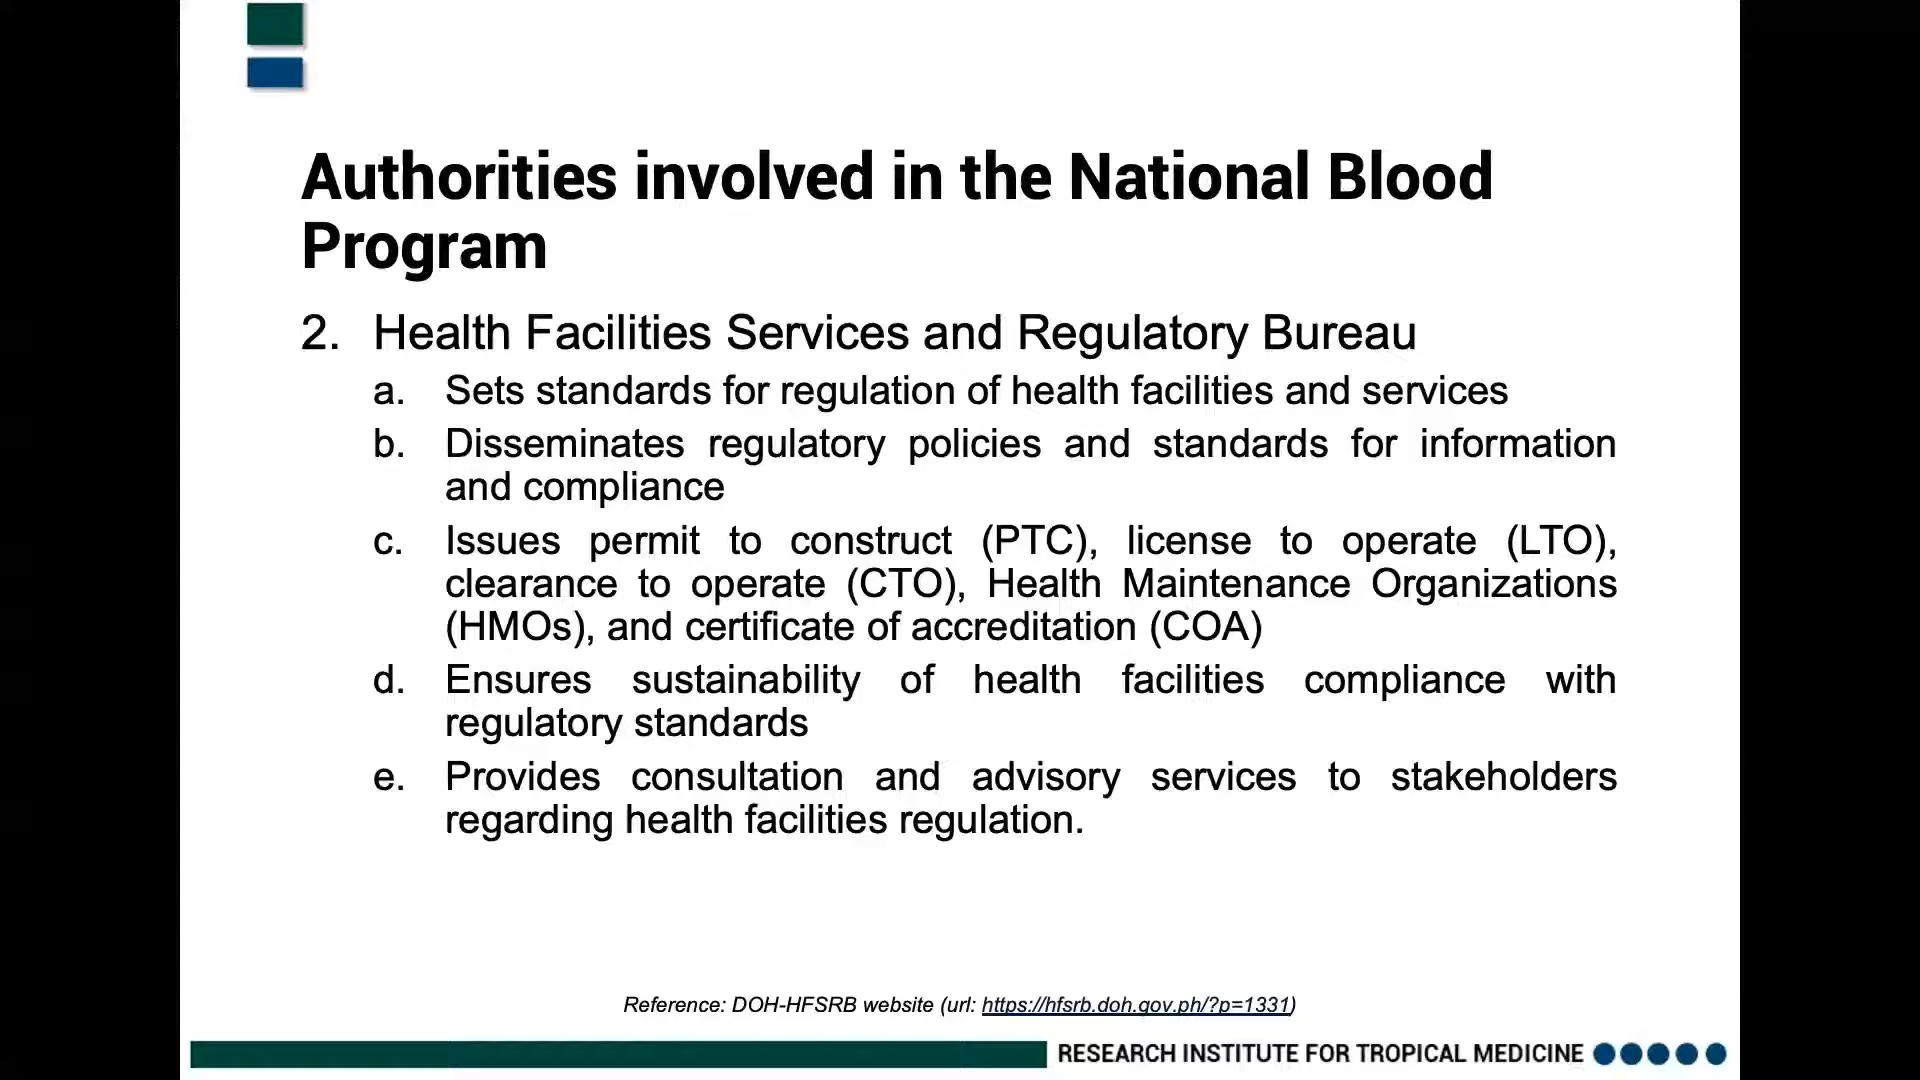 Authorities involved in the National Blood
Program
2. Health Facilities Services and Regulatory Bureau
a. Sets standards for regulation of health facilities and services
b. Disseminates regulatory policies and standards for information
and compliance
c. Issues permit to construct (PTC), license to operate (LTO),
clearance to operate (CTO), Health Maintenance Organizations
(HMOs), and certificate of accreditation (COA)
d. Ensures sustainability of health facilities compliance with
regulatory standards
e. Provides consultation and advisory services to stakeholders
regarding health facilities regulation.
Reference: DOH-HFSRB website (url: https://hfsrb.doh.gov.ph/?p=1331)
RESEARCH INSTITUTE FOR TROPICAL MEDICINE